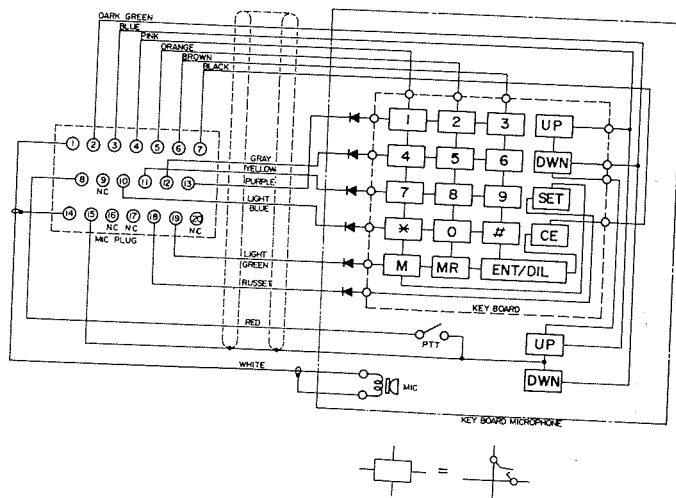 DARK GREEN
BLUE
PINK
ORANGE
BROWN
BLACK
1 2 3 4 5 6 7
GRAY
YELLOW
PURPLE
8 9 10 11 12 13
NC
LIGHT
BLUE
14 15 16 17 18 19 20
NC NC NC
MIC PLUG
LIGHT
GREEN
RUSSET
RED
WHITE
PTT
MIC
1 2 3
UP
4 5 6
DWN
7 8 9
SET
* 0 #
CE
M MR ENT/DIL
KEY BOARD
UP
DWN
KEY BOARD MICROPHONE
=